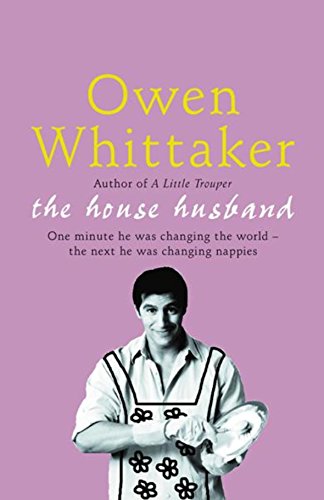 Owen
Whittaker
Author of A Little Trouper
the house husband
One minute he was changing the world –
the next he was changing nappies